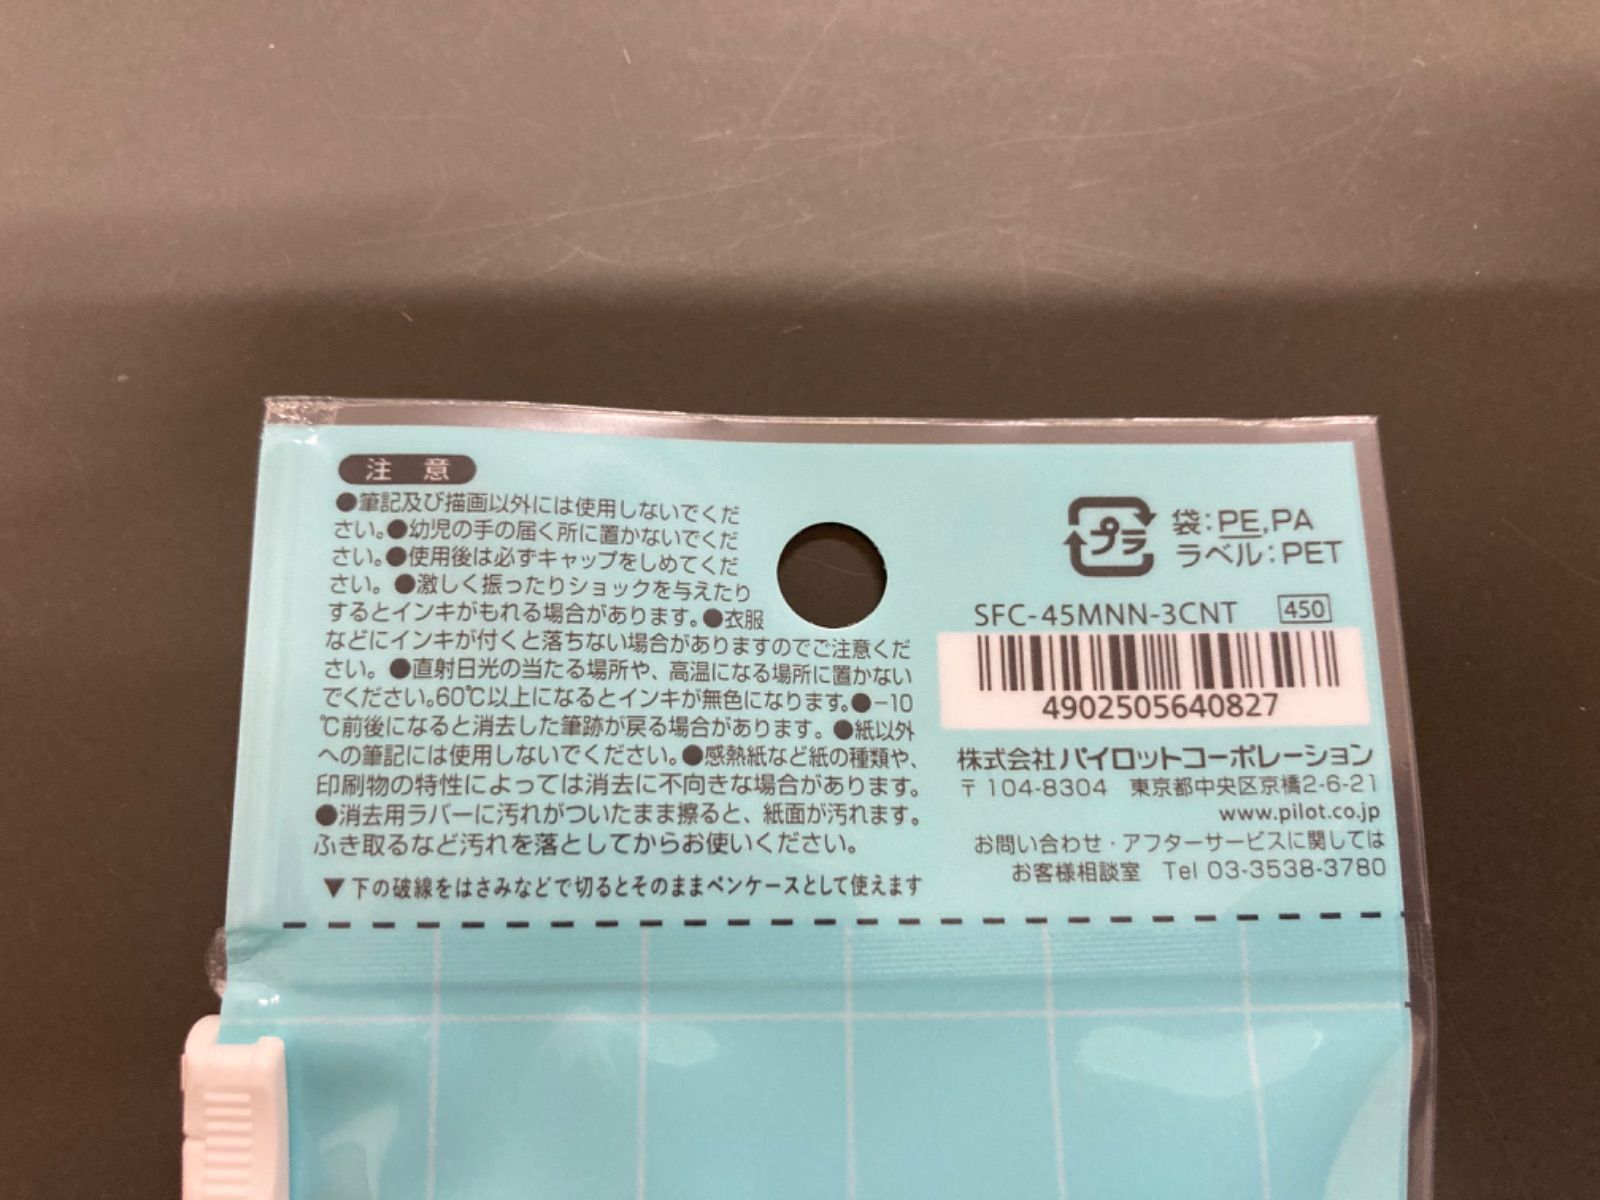 注 意
●筆記及び描画以外には使用しないでくだ
さい。●幼児の手の届く所に置かないでくだ
さい。●使用後は必ずキャップをしめてくだ
さい。●激しく振ったりショックを与えたり
するとインキがもれる場合があります。●衣服
などにインキが付くと落ちない場合がありますのでご注意くだ
さい。●直射日光の当たる場所や、高温になる場所に置かない
でください。60℃以上になるとインキが無色になります。●-10
℃前後になると消去した筆跡が戻る場合があります。●紙以外
への筆記には使用しないでください。●感熱紙など紙の種類や、
印刷物の特性によっては消去に不向きな場合があります。
●消去用ラバーに汚れがついたまま擦ると、紙面が汚れます。
ふき取るなど汚れを落としてからお使いください。
▼下の破線をはさみなどで切るとそのままペンケースとして使えます
プラ
袋:PE,PA
ラベル:PET
SFC-45MNN-3CNT 450
4902505640827
株式会社パイロットコーポレーション
〒104-8304 東京都中央区京橋2-6-21
www.pilot.co.jp
お問い合わせ・アフターサービスに関しては
お客様相談室 Tel 03-3538-3780